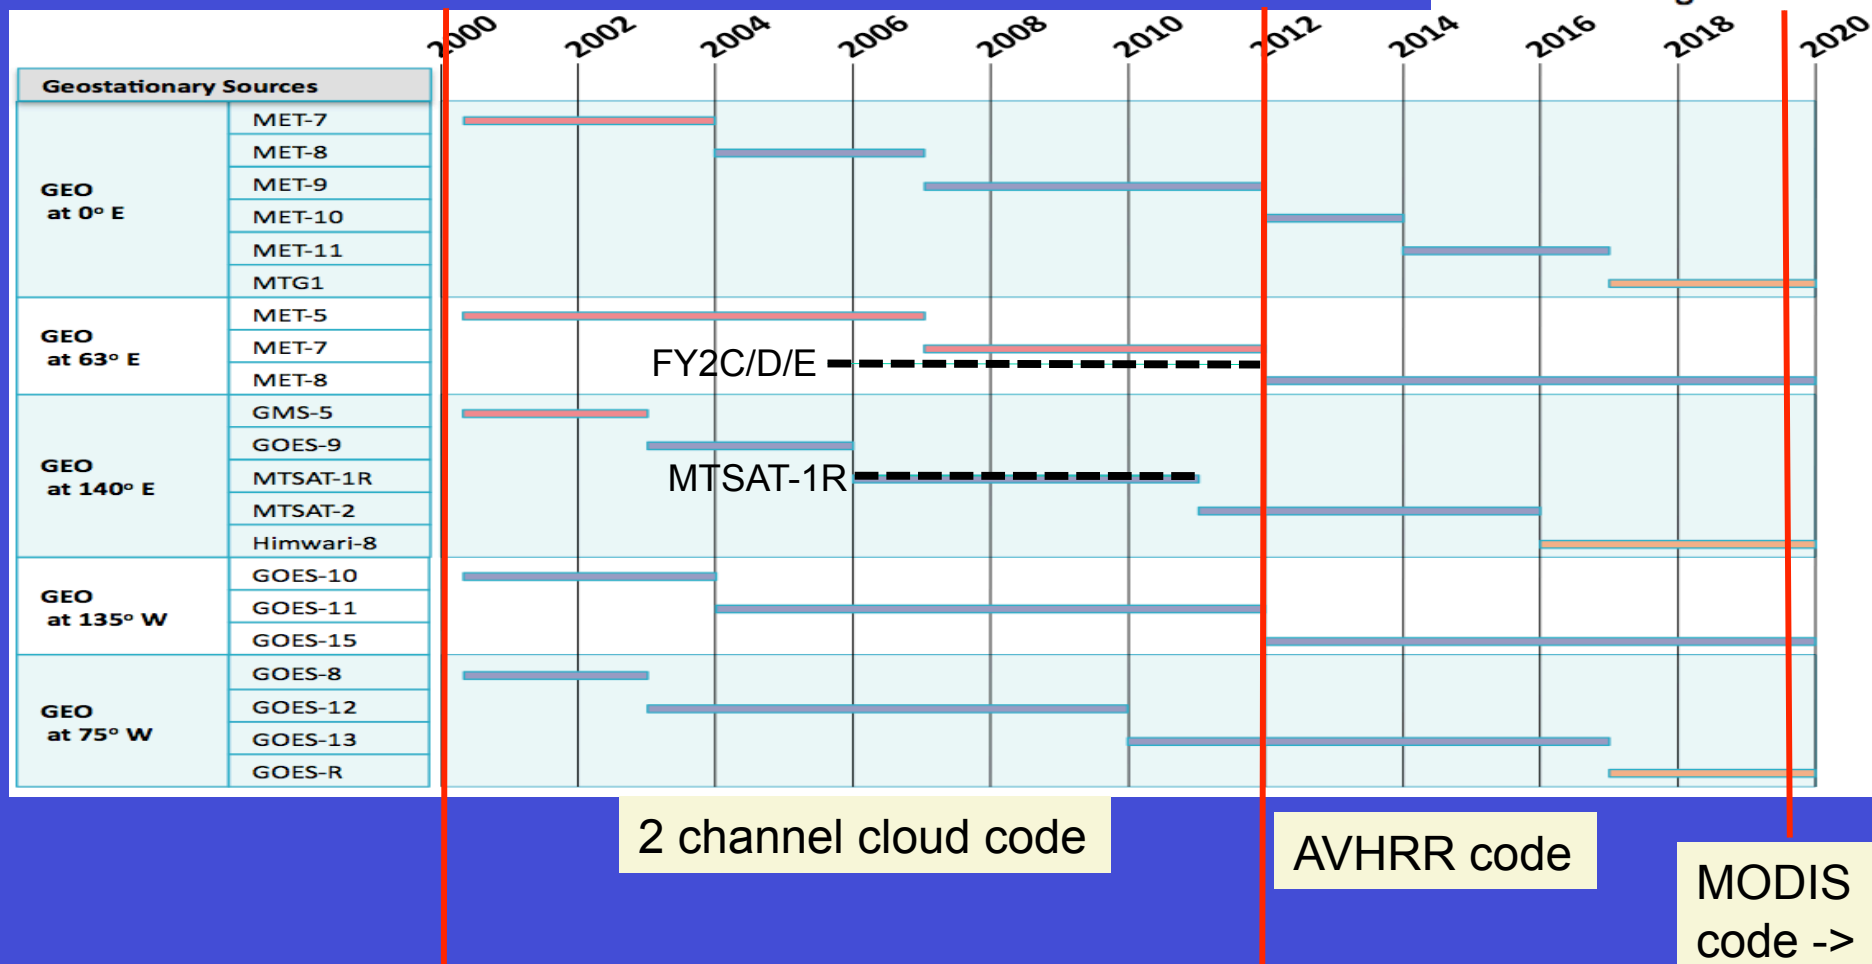 2000 2002 2004 2006 2008 2010 2012 2014 2016 2018 2020
Geostationary Sources
GEO
at 0° E
MET-7
MET-8
MET-9
MET-10
MET-11
MTG1
GEO
at 63° E
MET-5
MET-7
MET-8
FY2C/D/E
GEO
at 140° E
GMS-5
GOES-9
MTSAT-1R
MTSAT-2
Himwari-8
MTSAT-1R
GEO
at 135° W
GOES-10
GOES-11
GOES-15
GEO
at 75° W
GOES-8
GOES-12
GOES-13
GOES-R
2 channel cloud code
AVHRR code
MODIS
code ->